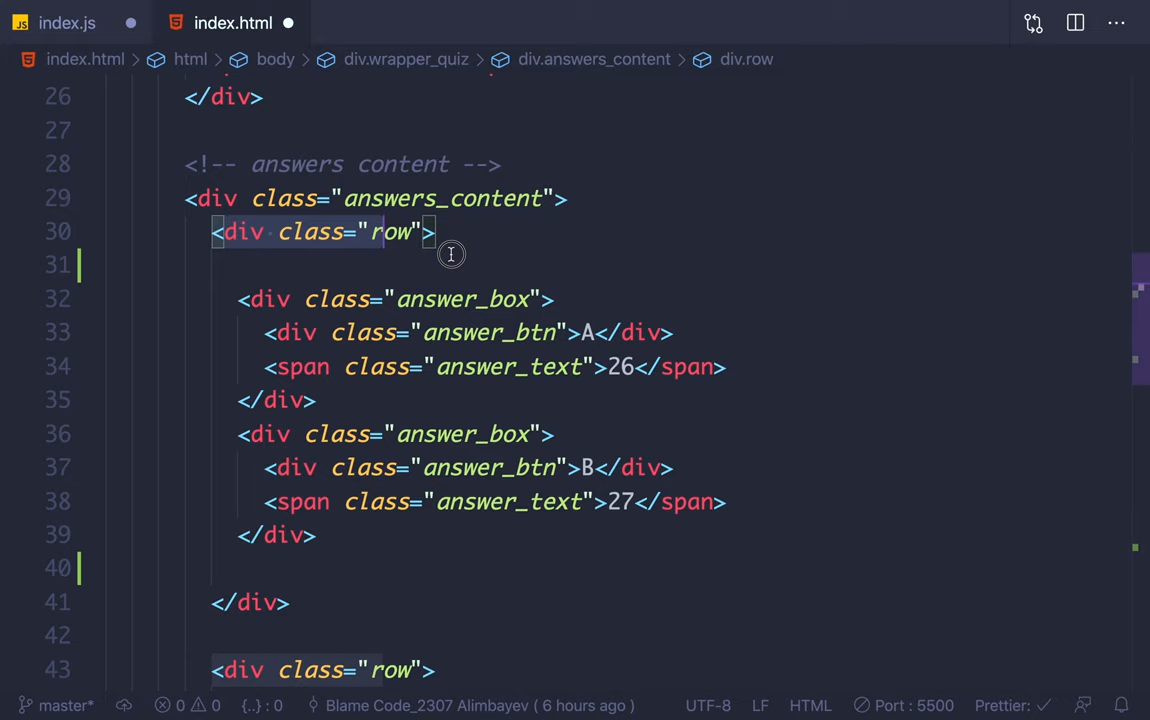 JS index.js index.html
index.html > html > body > div.wrapper_quiz > div.answers_content > div.row
26 </div>
27
28 <!-- answers content -->
29 <div class="answers_content">
30 <div class="row">
31
32 <div class="answer_box">
33 <div class="answer_btn">A</div>
34 <span class="answer_text">26</span>
35 </div>
36 <div class="answer_box">
37 <div class="answer_btn">B</div>
38 <span class="answer_text">27</span>
39 </div>
40
41 </div>
42
43 <div class="row">
master* 0 0 {..} : 0 Blame Code_2307 Alimbayev ( 6 hours ago ) UTF-8 LF HTML Port : 5500 Prettier: ✓